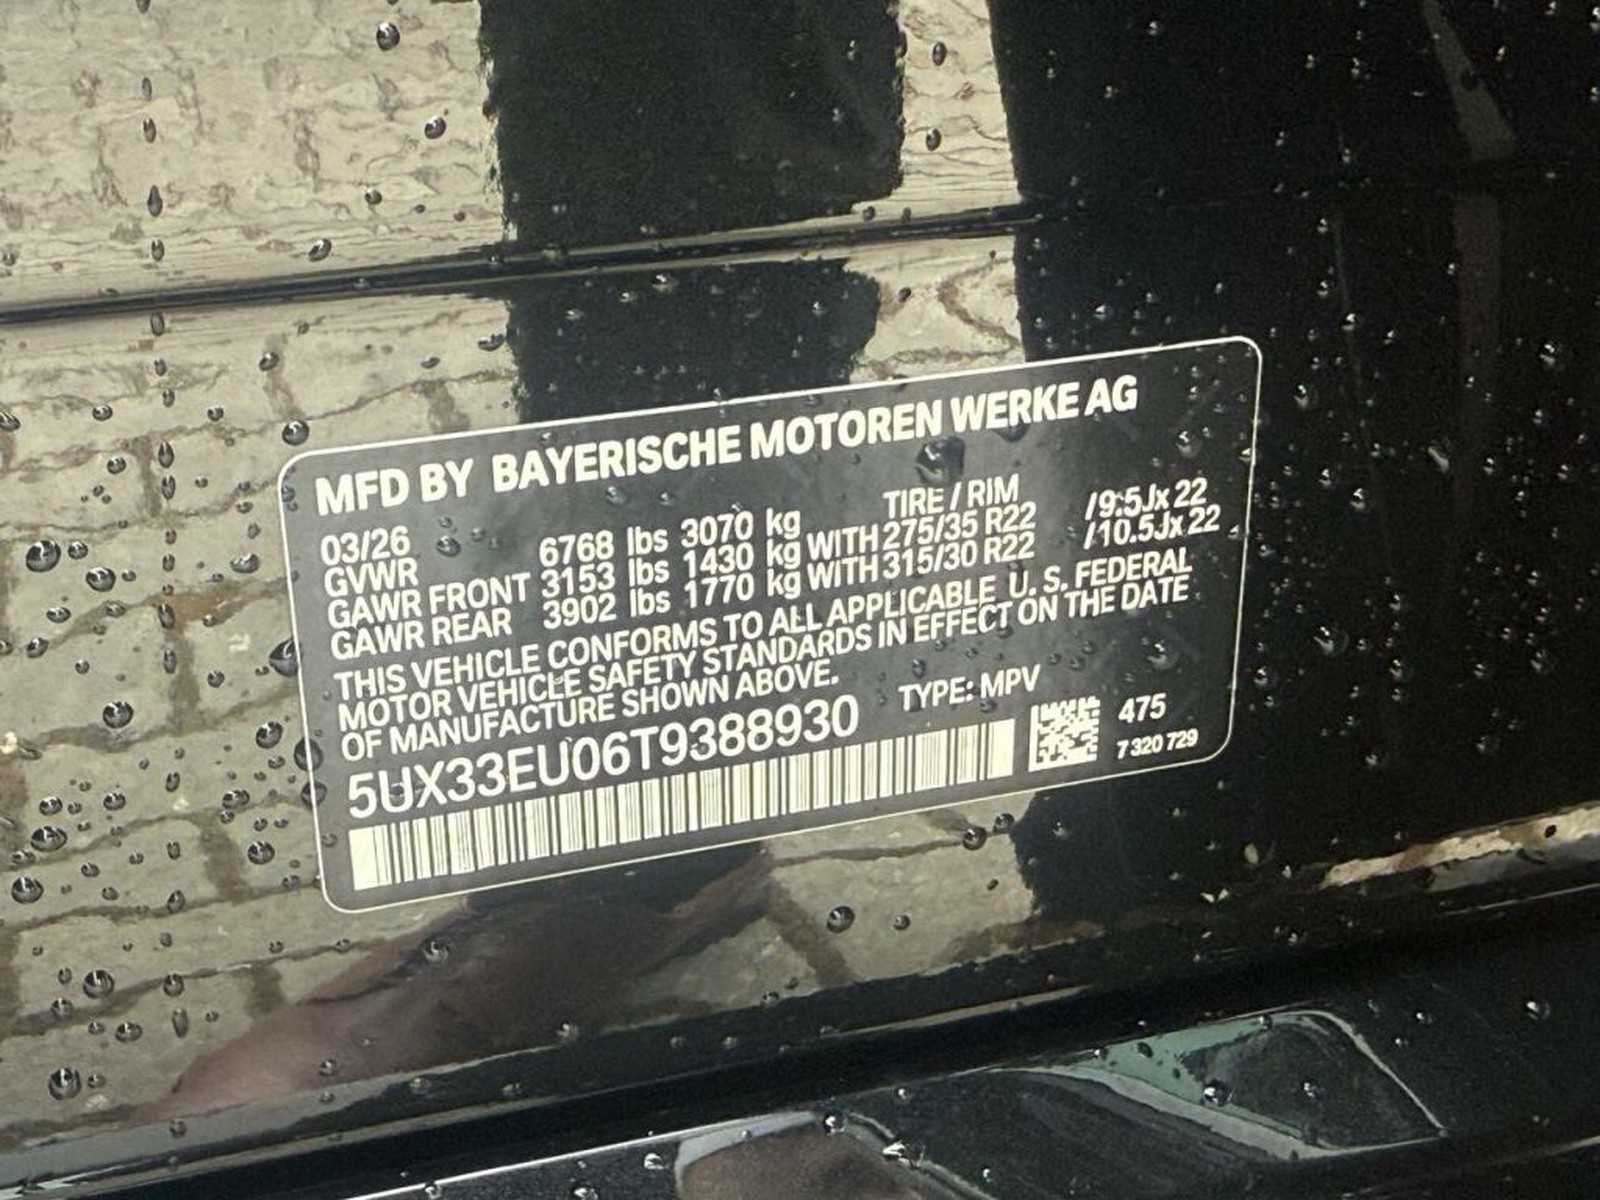 MFD BY BAYERISCHE MOTOREN WERKE AG
03/26 TIRE / RIM
GVWR 6768 lbs 3070 kg
GAWR FRONT 3153 lbs 1430 kg WITH 275/35 R22 /9.5Jx 22
GAWR REAR 3902 lbs 1770 kg WITH 315/30 R22 /10.5Jx 22
THIS VEHICLE CONFORMS TO ALL APPLICABLE U. S. FEDERAL
MOTOR VEHICLE SAFETY STANDARDS IN EFFECT ON THE DATE
OF MANUFACTURE SHOWN ABOVE.
5UX33EU06T9388930 TYPE: MPV
475
7 320 729